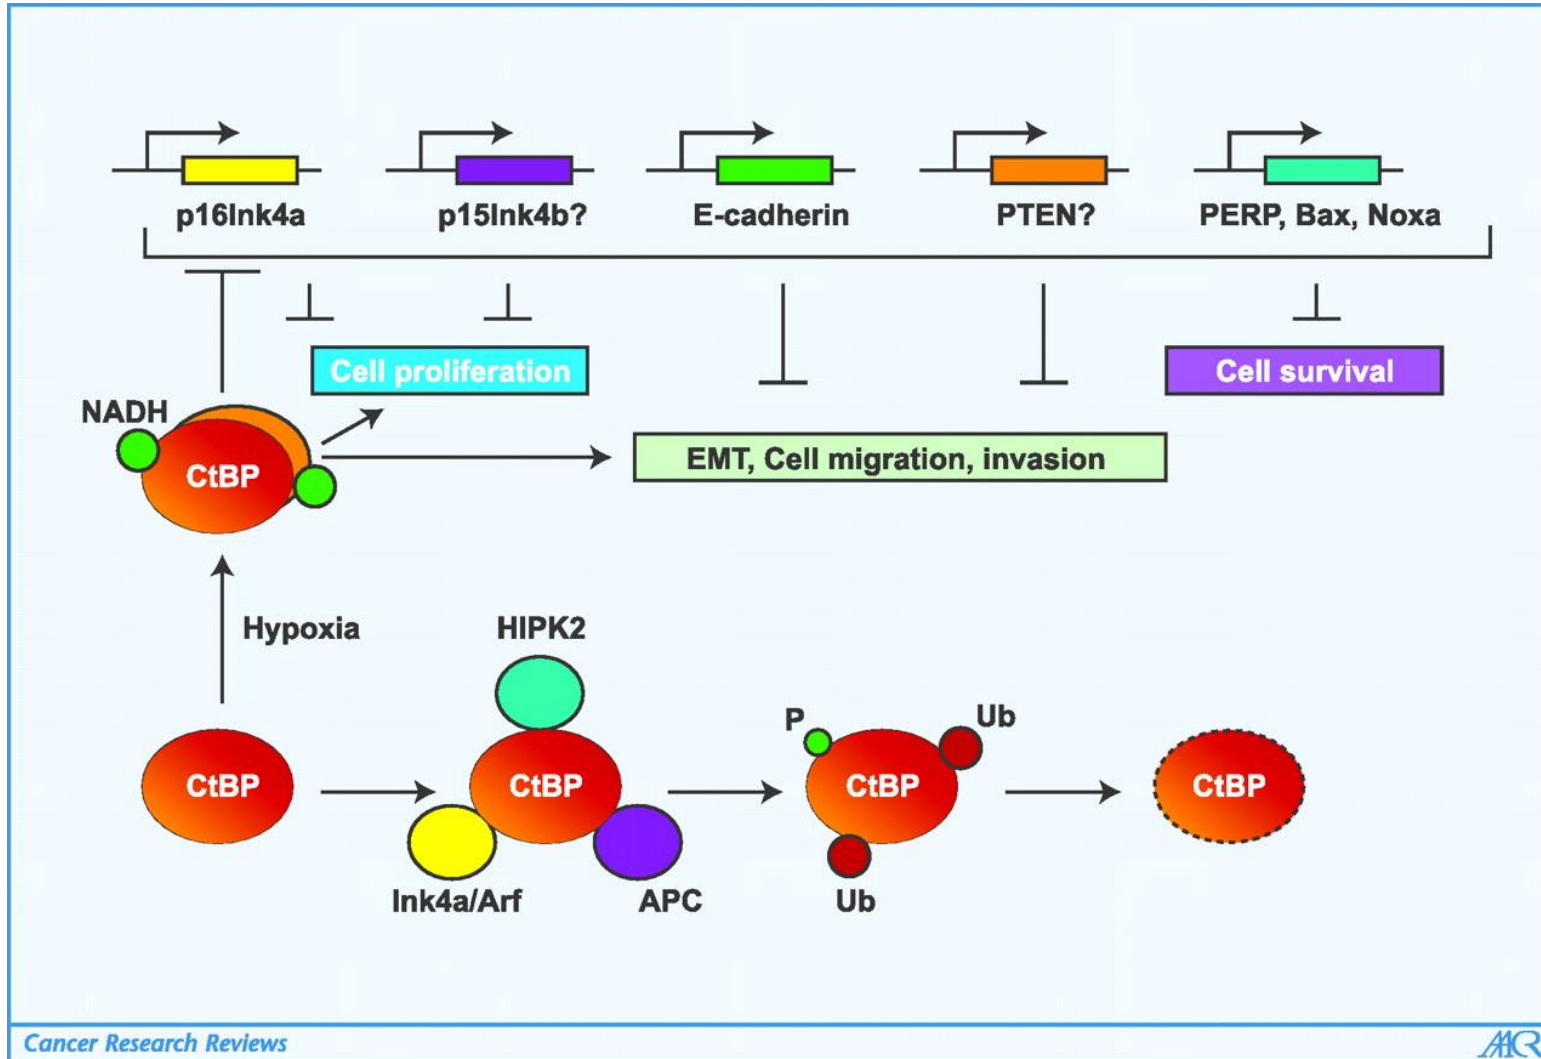 p16Ink4a
p15Ink4b?
E-cadherin
PTEN?
PERP, Bax, Noxa
Cell proliferation
Cell survival
NADH
CtBP
EMT, Cell migration, invasion
Hypoxia
HIPK2
P
Ub
CtBP
CtBP
CtBP
CtBP
Ink4a/Arf
APC
Ub
Cancer Research Reviews
AACR